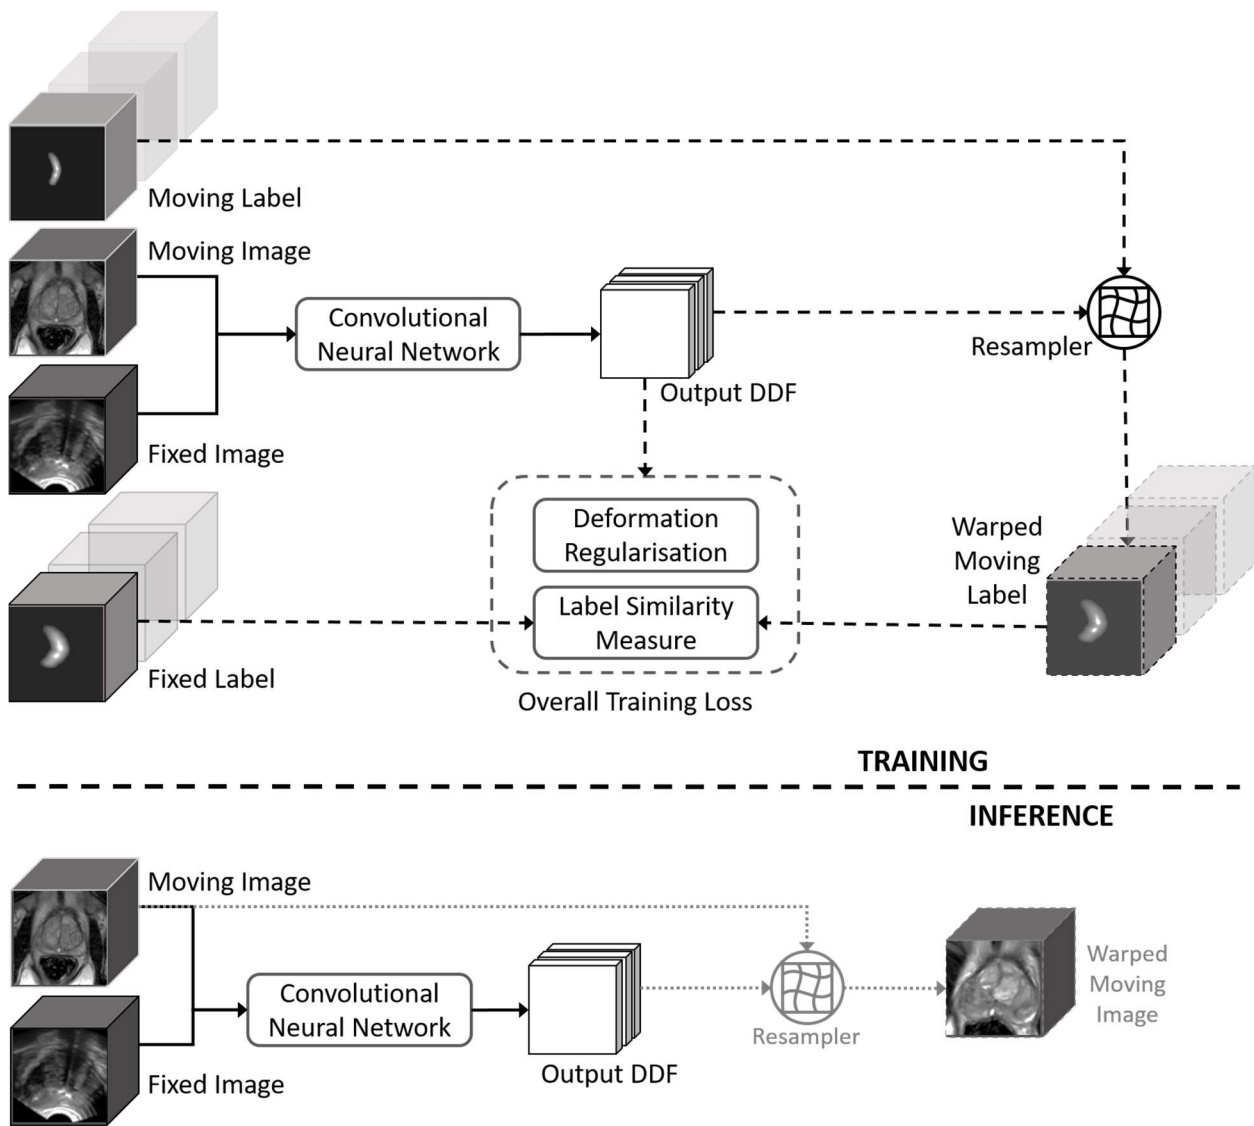 Moving Label
Moving Image
Convolutional
Neural Network
Resampler
Output DDF
Fixed Image
Deformation
Regularisation
Warped
Moving
Label
Label Similarity
Measure
Fixed Label
Overall Training Loss
TRAINING
INFERENCE
Moving Image
Convolutional
Neural Network
Resampler
Warped
Moving
Image
Output DDF
Fixed Image